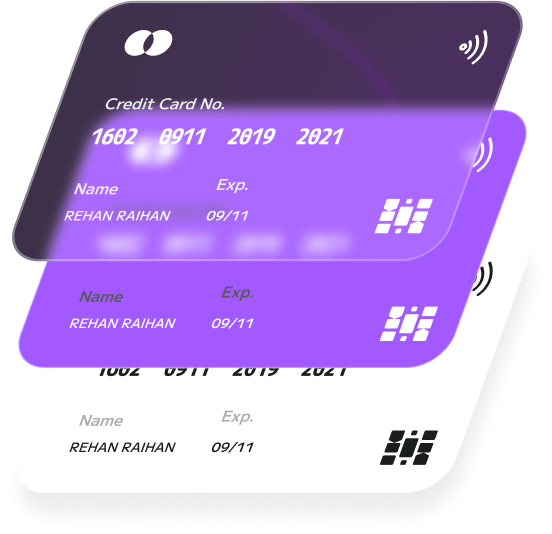 Credit Card No.
1602 0911 2019 2021
Name Exp.
REHAN RAIHAN 09/11
Name Exp.
REHAN RAIHAN 09/11
1602 0911 2019 2021
Name Exp.
REHAN RAIHAN 09/11